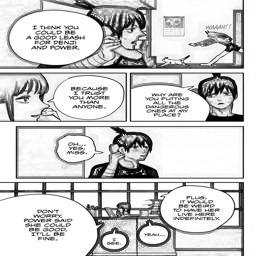 WAAAH!!
I THINK YOU
COULD BE
A GOOD LEASH
FOR DENJI
AND POWER.
WHY ARE
YOU PUTTING
ALL THE
DANGEROUS
ONES AT MY
PLACE?
BECAUSE
I TRUST
YOU MORE
THAN
ANYONE.
OH...
YES,
MISS.
PLUS,
IT WOULD
BE WEIRD
TO HAVE HER
LIVE HERE
INDEFINITELY.
YEAH....
I
SEE.
DON'T
WORRY.
POWER SAID
SHE COULD
BE GOOD,
IT'LL BE
FINE.